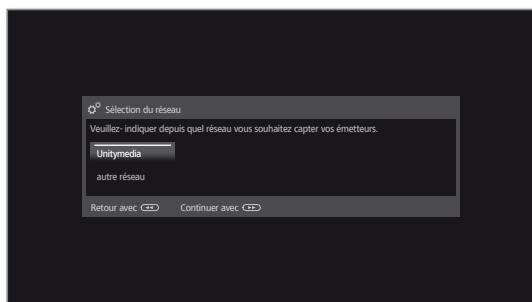 Sélection du réseau
Veuillez- indiquer depuis quel réseau vous souhaitez capter vos émetteurs.
Unitymedia
autre réseau
Retour avec Continuer avec